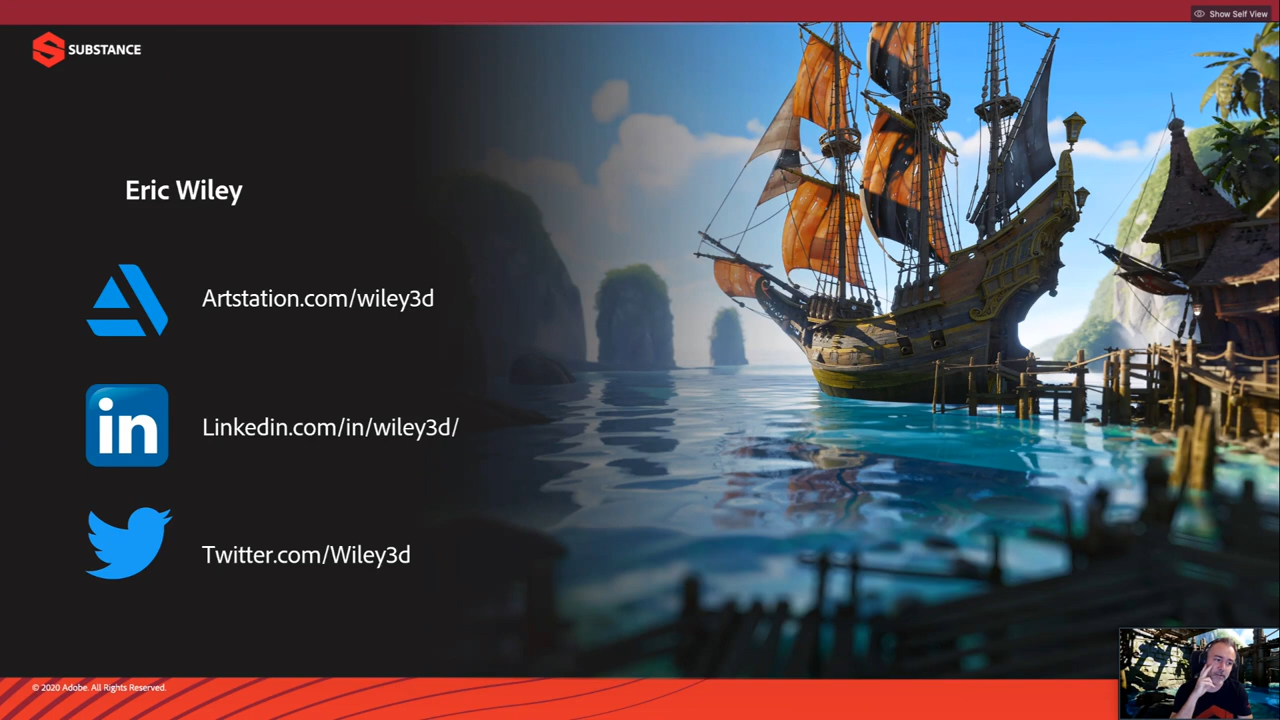 Show Self View
SUBSTANCE
Eric Wiley
Artstation.com/wiley3d
in
Linkedin.com/in/wiley3d/
Twitter.com/Wiley3d
© 2020 Adobe. All Rights Reserved.